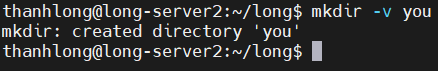 thanhlong@long-server2:~/long$ mkdir -v you
mkdir: created directory 'you'
thanhlong@long-server2:~/long$